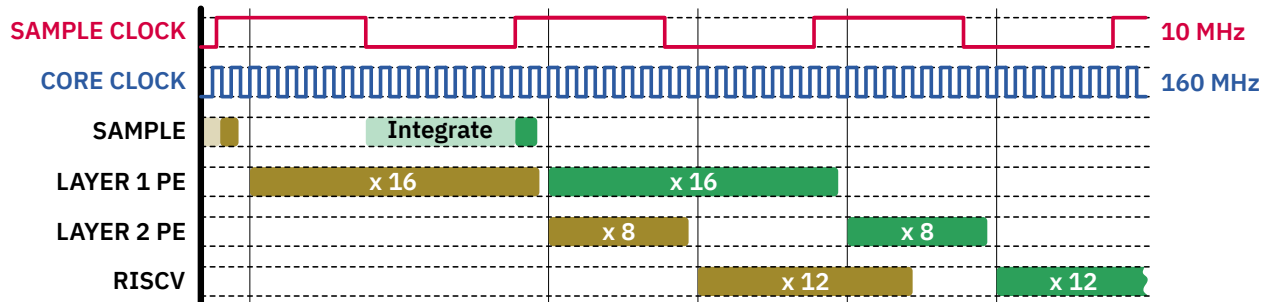 SAMPLE CLOCK 10 MHz
CORE CLOCK 160 MHz
SAMPLE Integrate
LAYER 1 PE x 16 x 16
LAYER 2 PE x 8 x 8
RISCV x 12 x 12